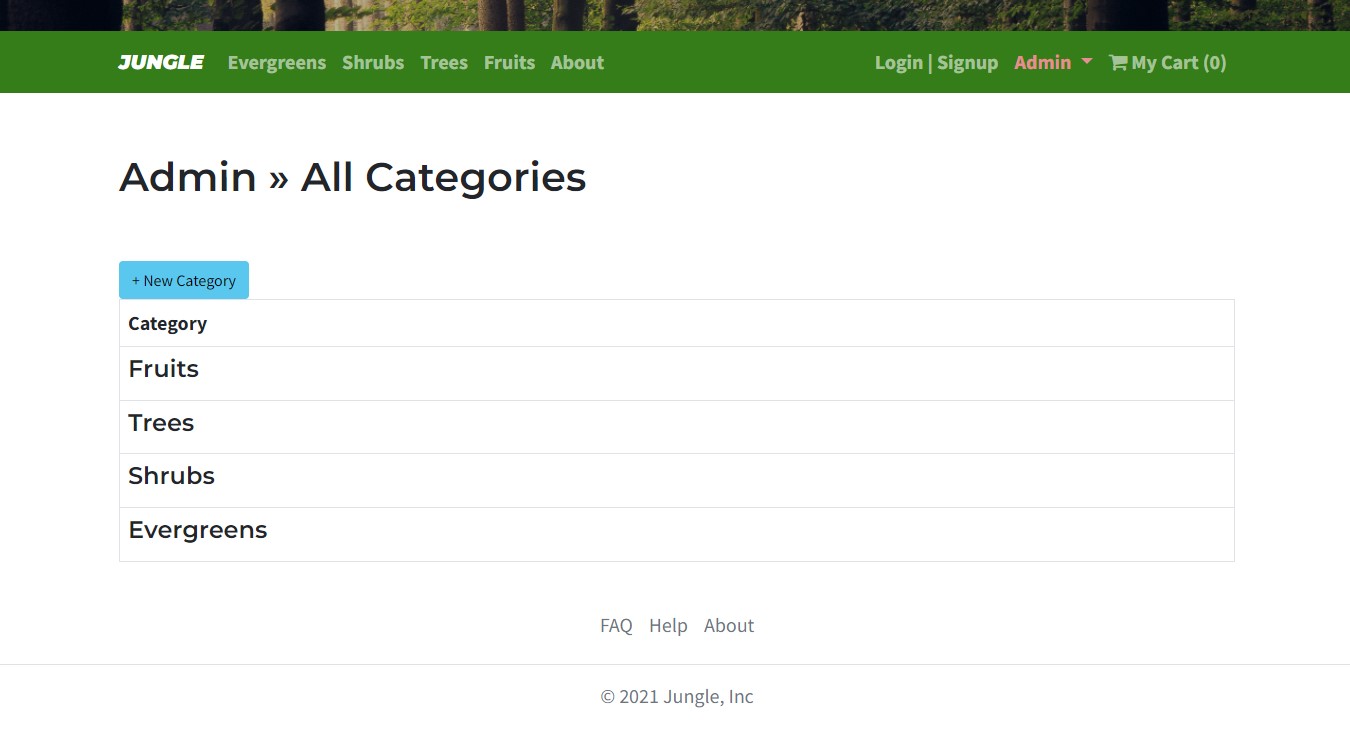 JUNGLE Evergreens Shrubs Trees Fruits About Login | Signup Admin My Cart (0)
Admin » All Categories
+ New Category
Category
Fruits
Trees
Shrubs
Evergreens
FAQ Help About
© 2021 Jungle, Inc